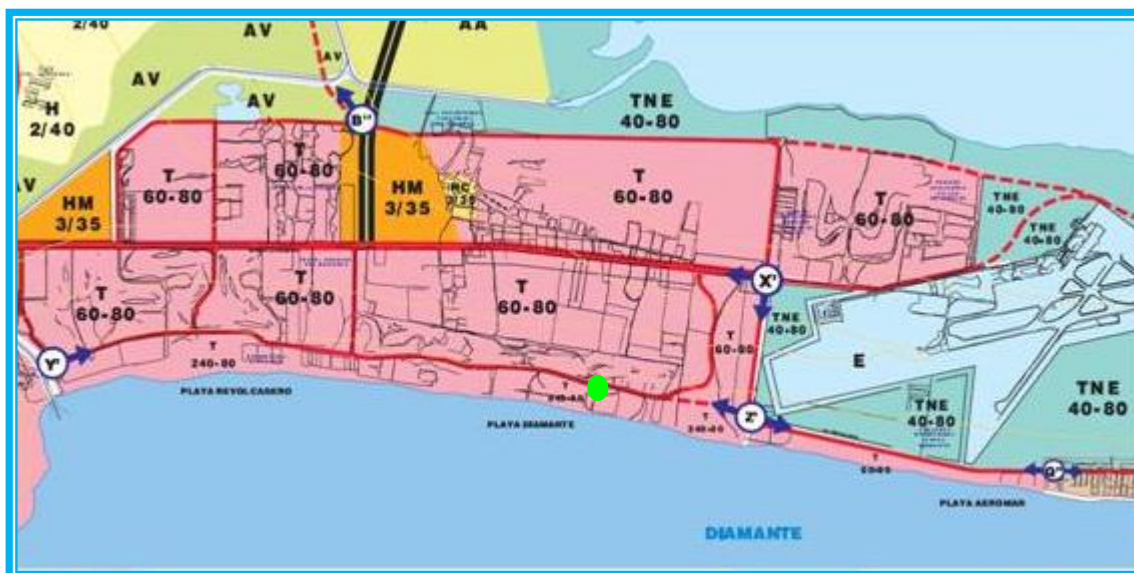 2/40
AV
AA
AV
AV
H
2/40
AV
B"
TNE
40-80
AV
T
60-80
T
60-80
HM
3/35
HM
3/35
RC
T
60-80
T
60-80
TNE
40-80
TNE
40-80
T
60-80
T
60-80
T
60-80
X'
T
60-80
TNE
40-80
E
Y'
T
240-80
PLAYA REVOLCADERO
T
PLAYA DIAMANTE
T
240-80
Z'
TNE
40-80
TNE
40-80
T
PLAYA AEROMAR
DIAMANTE